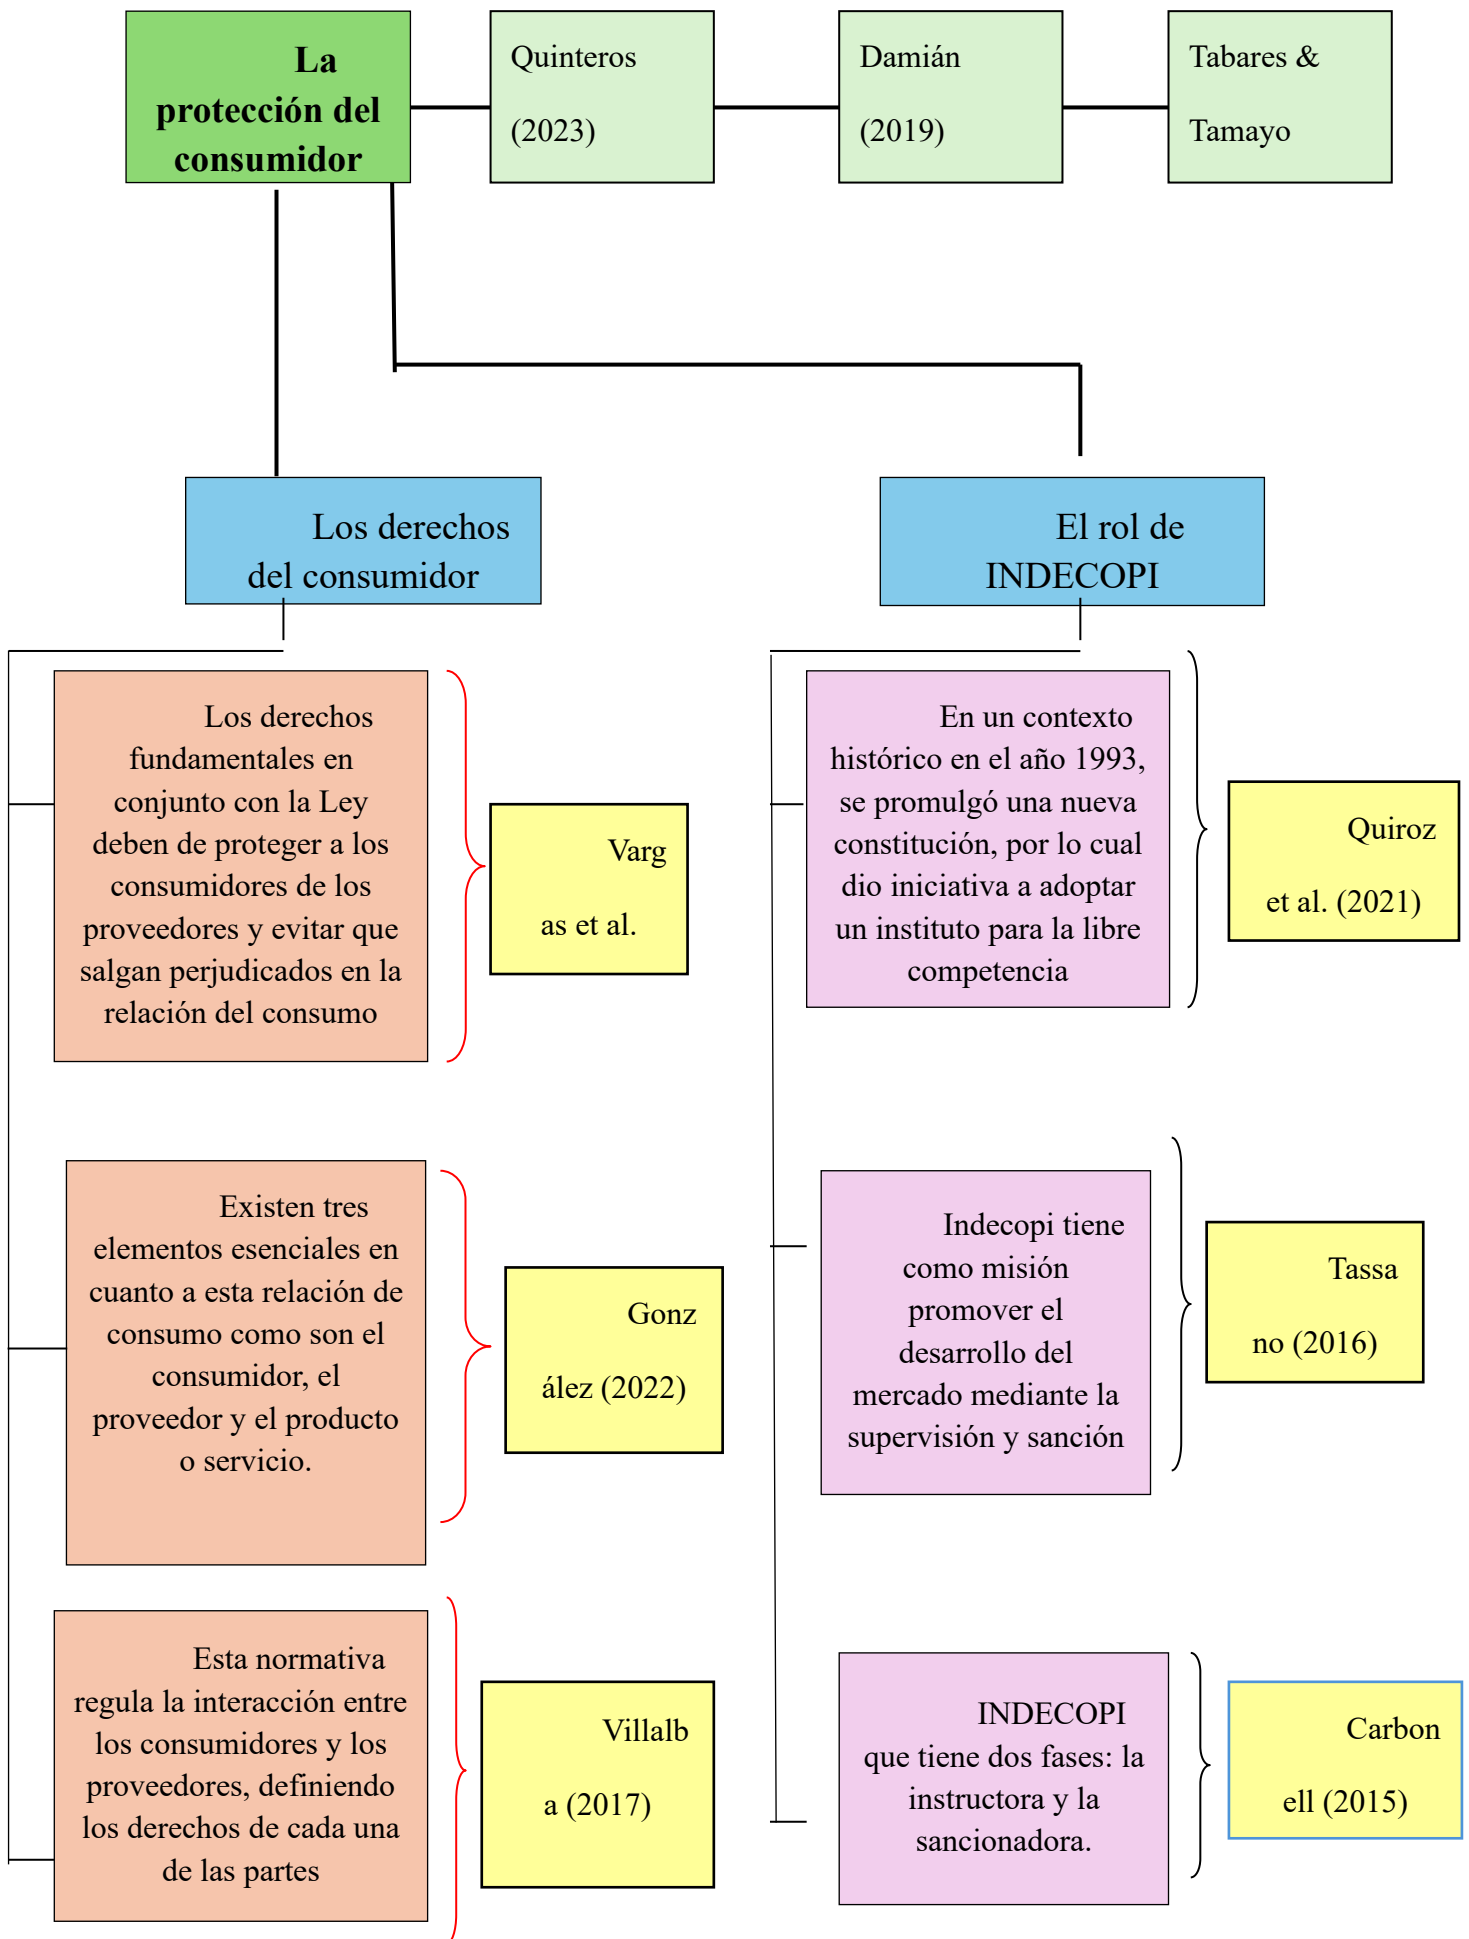 La
protección del
consumidor
Quinteros
(2023)
Damián
(2019)
Tabares &
Tamayo
Los derechos
del consumidor
El rol de
INDECOPI
Los derechos
fundamentales en
conjunto con la Ley
deben de proteger a los
consumidores de los
proveedores y evitar que
salgan perjudicados en la
relación del consumo
Varg
as et al.
En un contexto
histórico en el año 1993,
se promulgó una nueva
constitución, por lo cual
dio iniciativa a adoptar
un instituto para la libre
competencia
Quiroz
et al. (2021)
Existen tres
elementos esenciales en
cuanto a esta relación de
consumo como son el
consumidor, el
proveedor y el producto
o servicio.
Gonz
ález (2022)
Indecopi tiene
como misión
promover el
desarrollo del
mercado mediante la
supervisión y sanción
Tassa
no (2016)
Esta normativa
regula la interacción entre
los consumidores y los
proveedores, definiendo
los derechos de cada una
de las partes
Villalb
a (2017)
INDECOPI
que tiene dos fases: la
instructora y la
sancionadora.
Carbon
ell (2015)